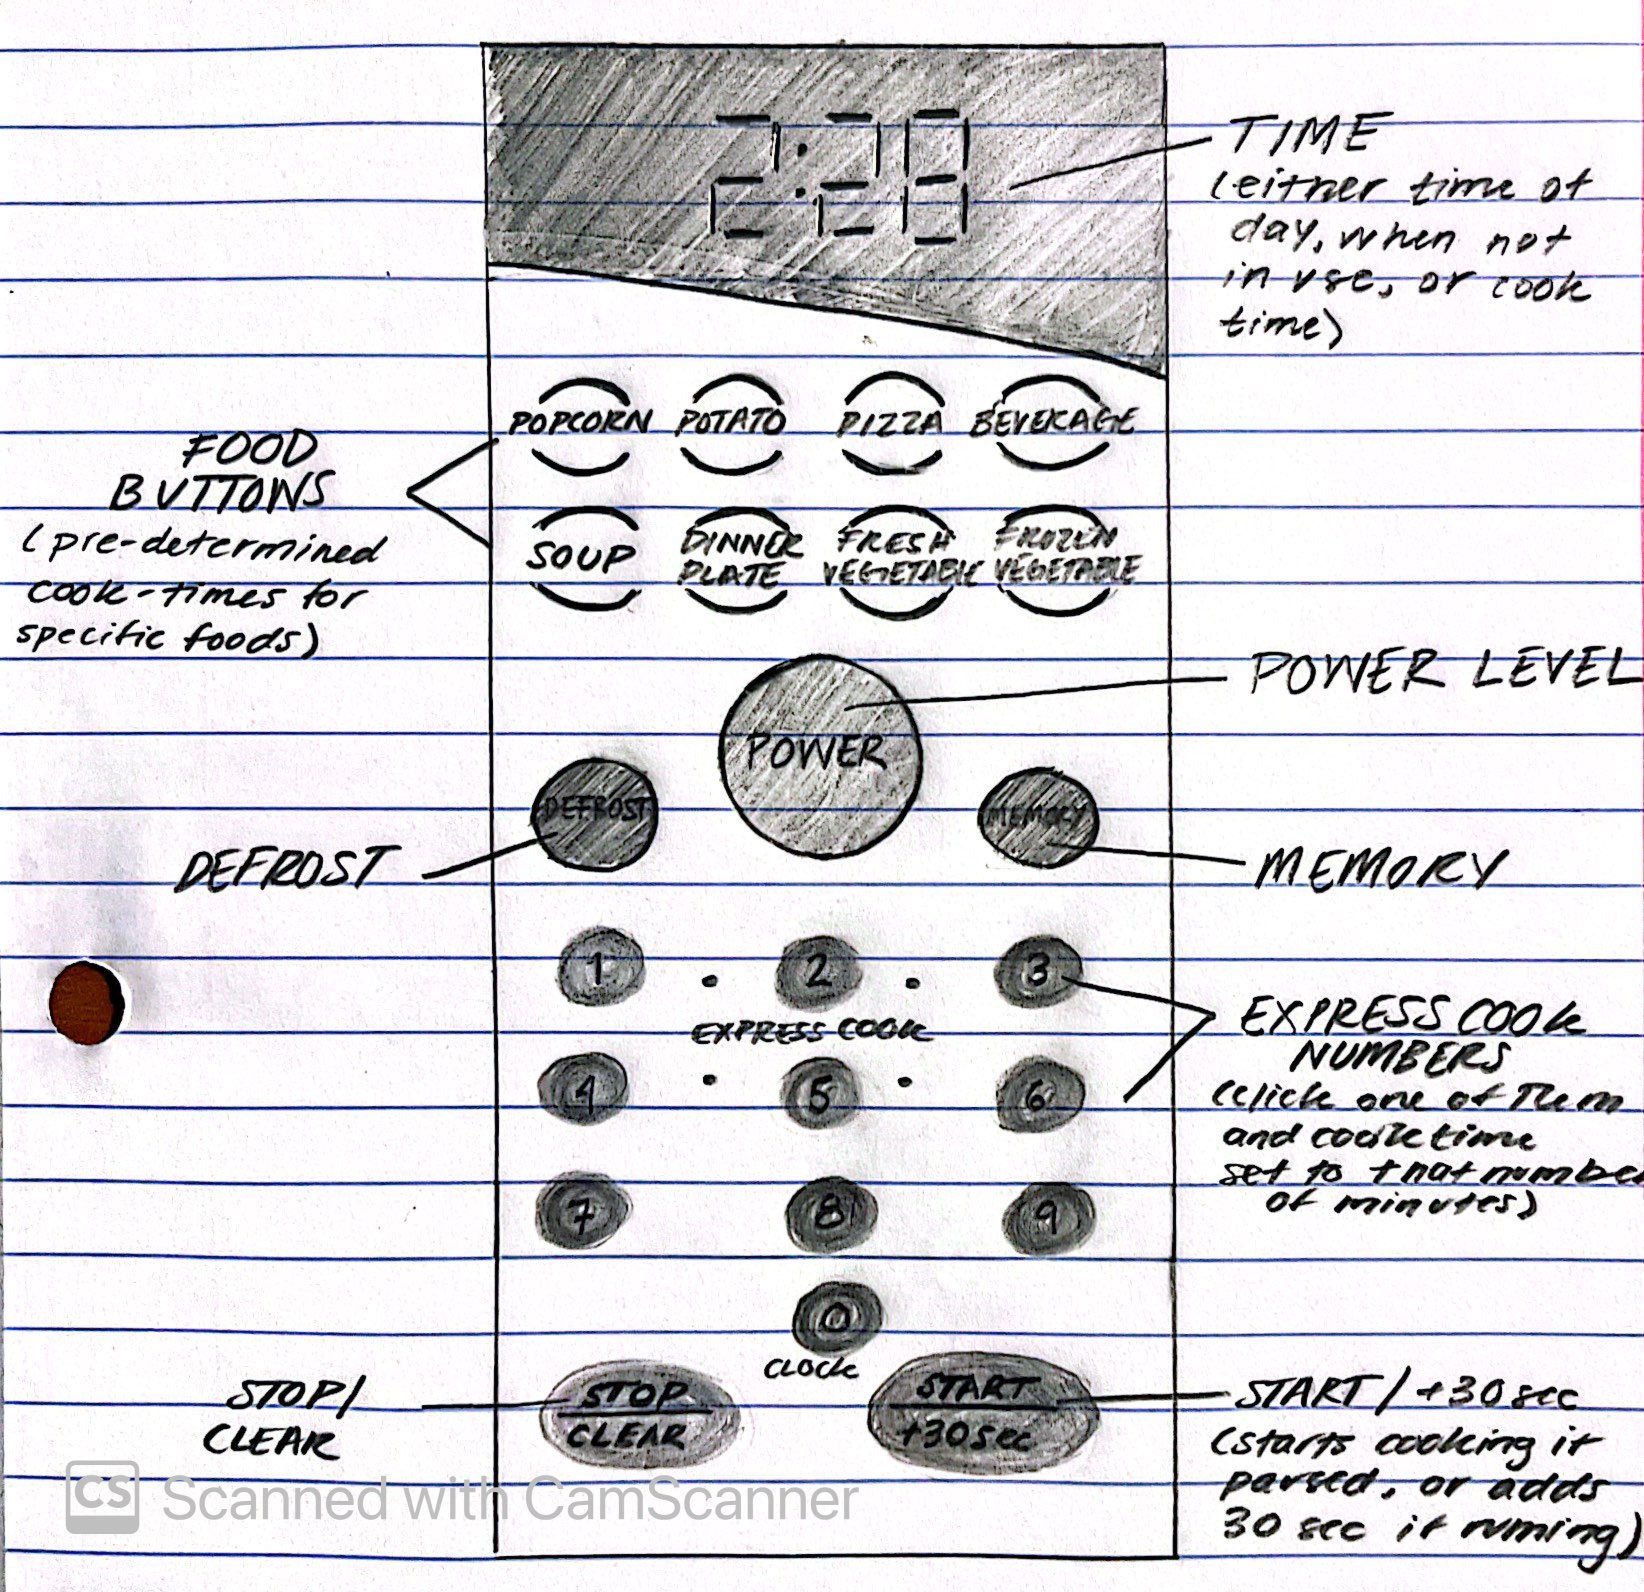 2:28
TIME
(either time of
day, when not
in use, or cook
time)
POPCORN POTATO PIZZA BEVERAGE
FOOD
BUTTONS
(pre-determined
cook-times for
specific foods)
SOUP DINNER PLATE FRESH VEGETABLE FROZEN VEGETABLE
POWER LEVEL
POWER
DEFROST MEMORY
DEFROST
MEMORY
1 · 2 · 3
EXPRESS COOK
4 · 5 · 6
EXPRESS COOK
NUMBERS
(click one of them
and cook time
set to that number
of minutes)
7 8 9
0
CLOCK
STOP/
CLEAR
STOP
CLEAR
START
+30sec
START / +30 sec
(starts cooking if
paused, or adds
30 sec if running)
CS Scanned with CamScanner